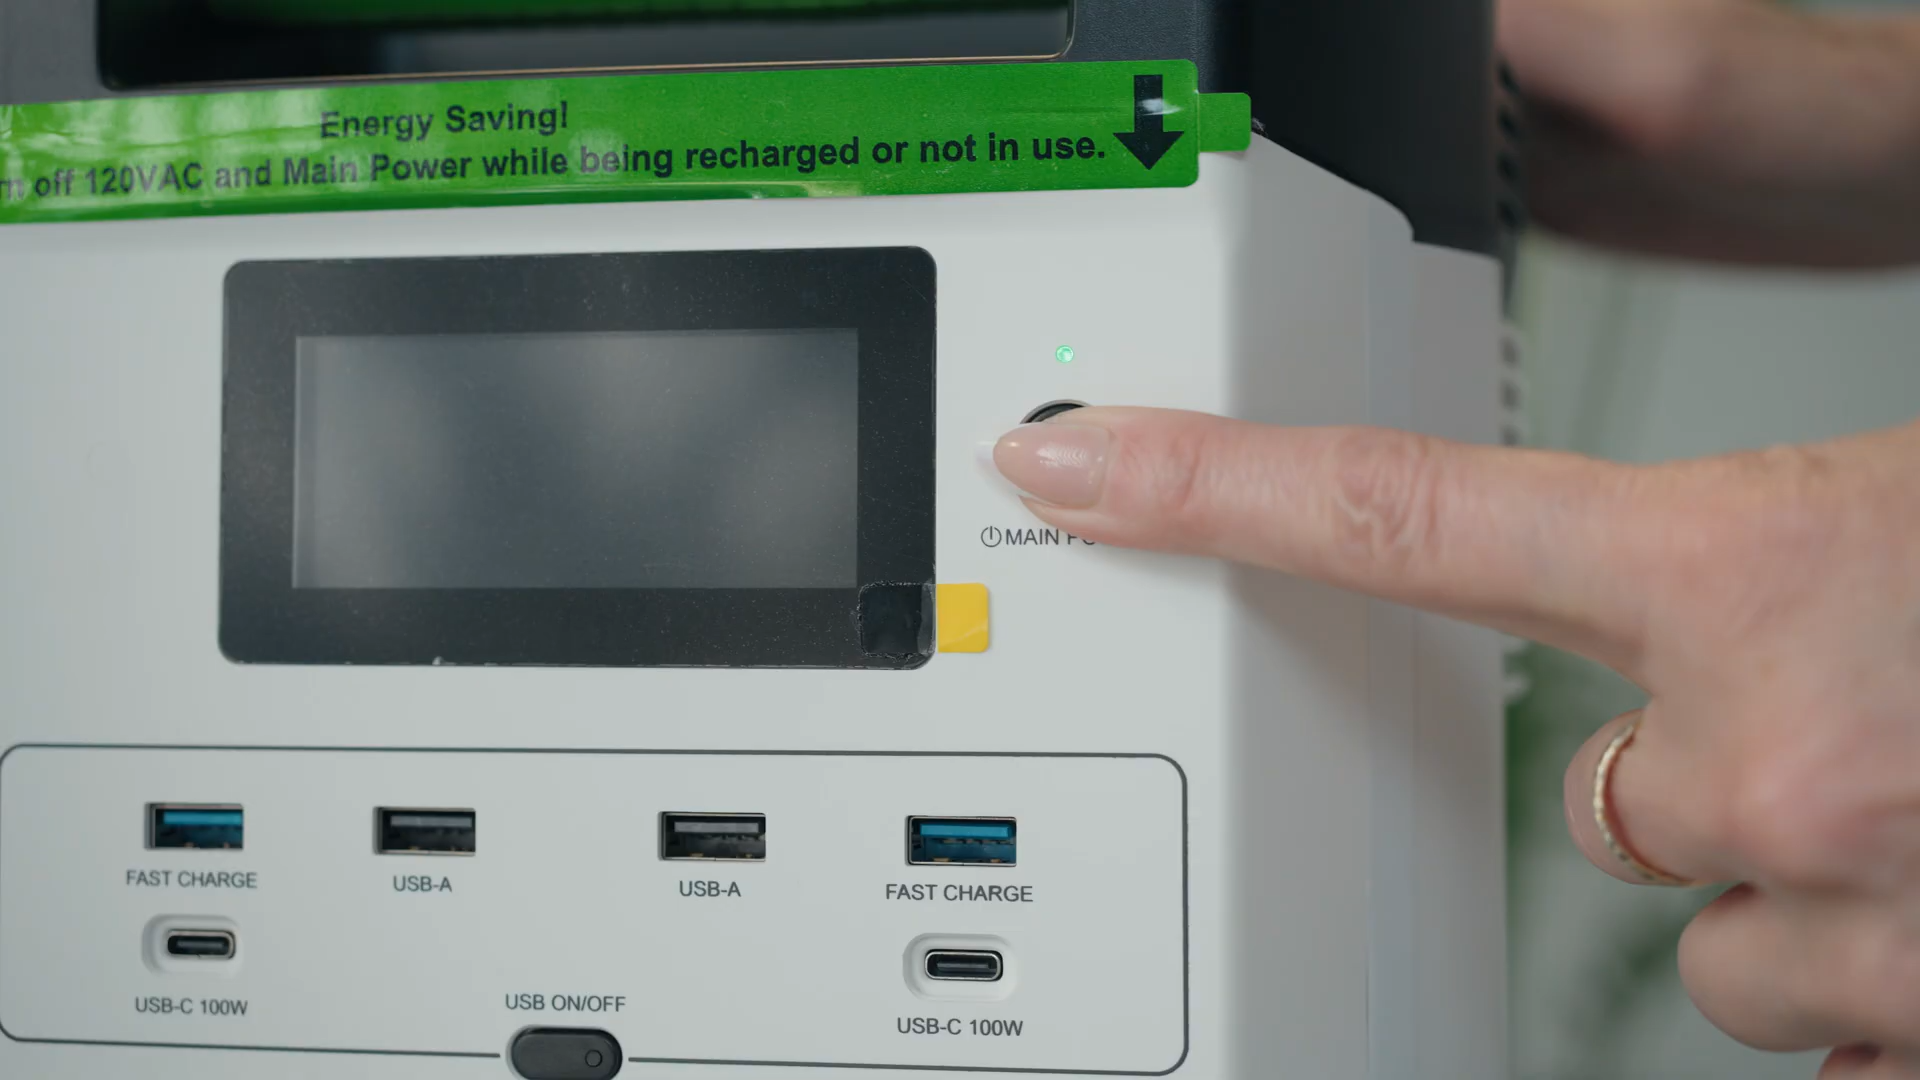 Energy Saving!
off 120VAC and Main Power while being recharged or not in use.
MAIN
FAST CHARGE
USB-A
USB-A
FAST CHARGE
USB-C 100W
USB ON/OFF
USB-C 100W